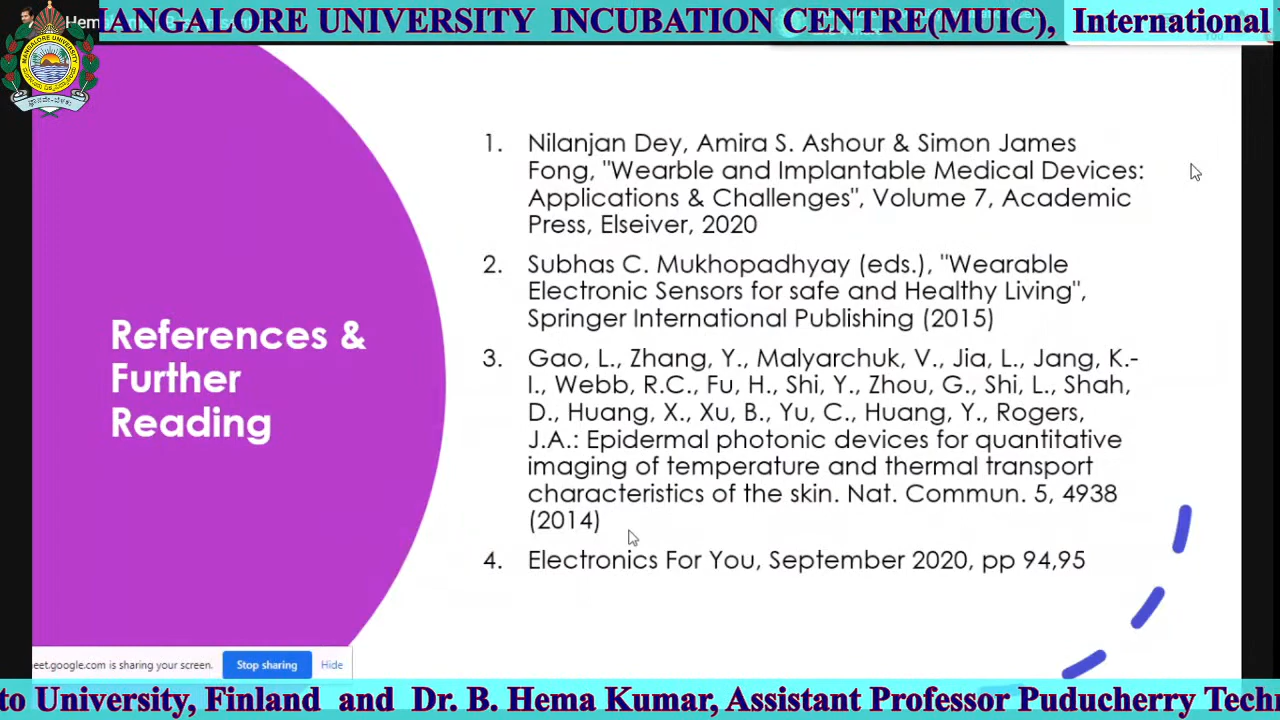 MANGALORE UNIVERSITY INCUBATION CENTRE(MUIC), International
Hema
References &
Further
Reading
1. Nilanjan Dey, Amira S. Ashour & Simon James
Fong, "Wearble and Implantable Medical Devices:
Applications & Challenges", Volume 7, Academic
Press, Elseiver, 2020
2. Subhas C. Mukhopadhyay (eds.), "Wearable
Electronic Sensors for safe and Healthy Living",
Springer International Publishing (2015)
3. Gao, L., Zhang, Y., Malyarchuk, V., Jia, L., Jang, K.-
I., Webb, R.C., Fu, H., Shi, Y., Zhou, G., Shi, L., Shah,
D., Huang, X., Xu, B., Yu, C., Huang, Y., Rogers,
J.A.: Epidermal photonic devices for quantitative
imaging of temperature and thermal transport
characteristics of the skin. Nat. Commun. 5, 4938
(2014)
4. Electronics For You, September 2020, pp 94,95
eet.google.com is sharing your screen.
Stop sharing
Hide
to University, Finland and Dr. B. Hema Kumar, Assistant Professor Puducherry Tech